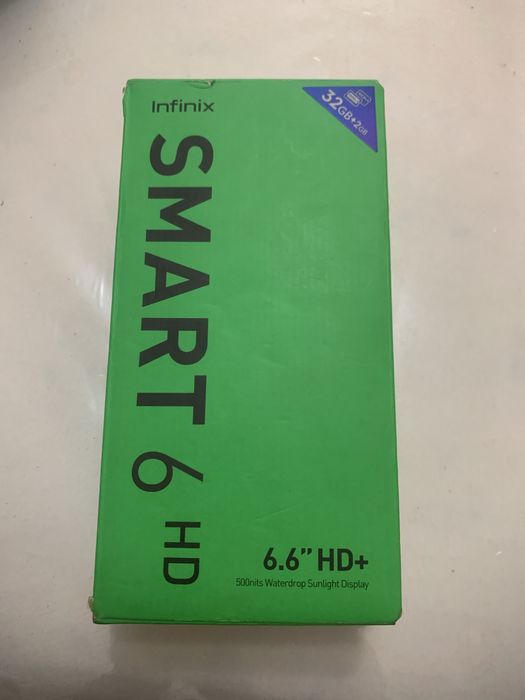 Infinix
32GB+2GB
SMART 6 HD
6.6” HD+
500nits Waterdrop Sunlight Display